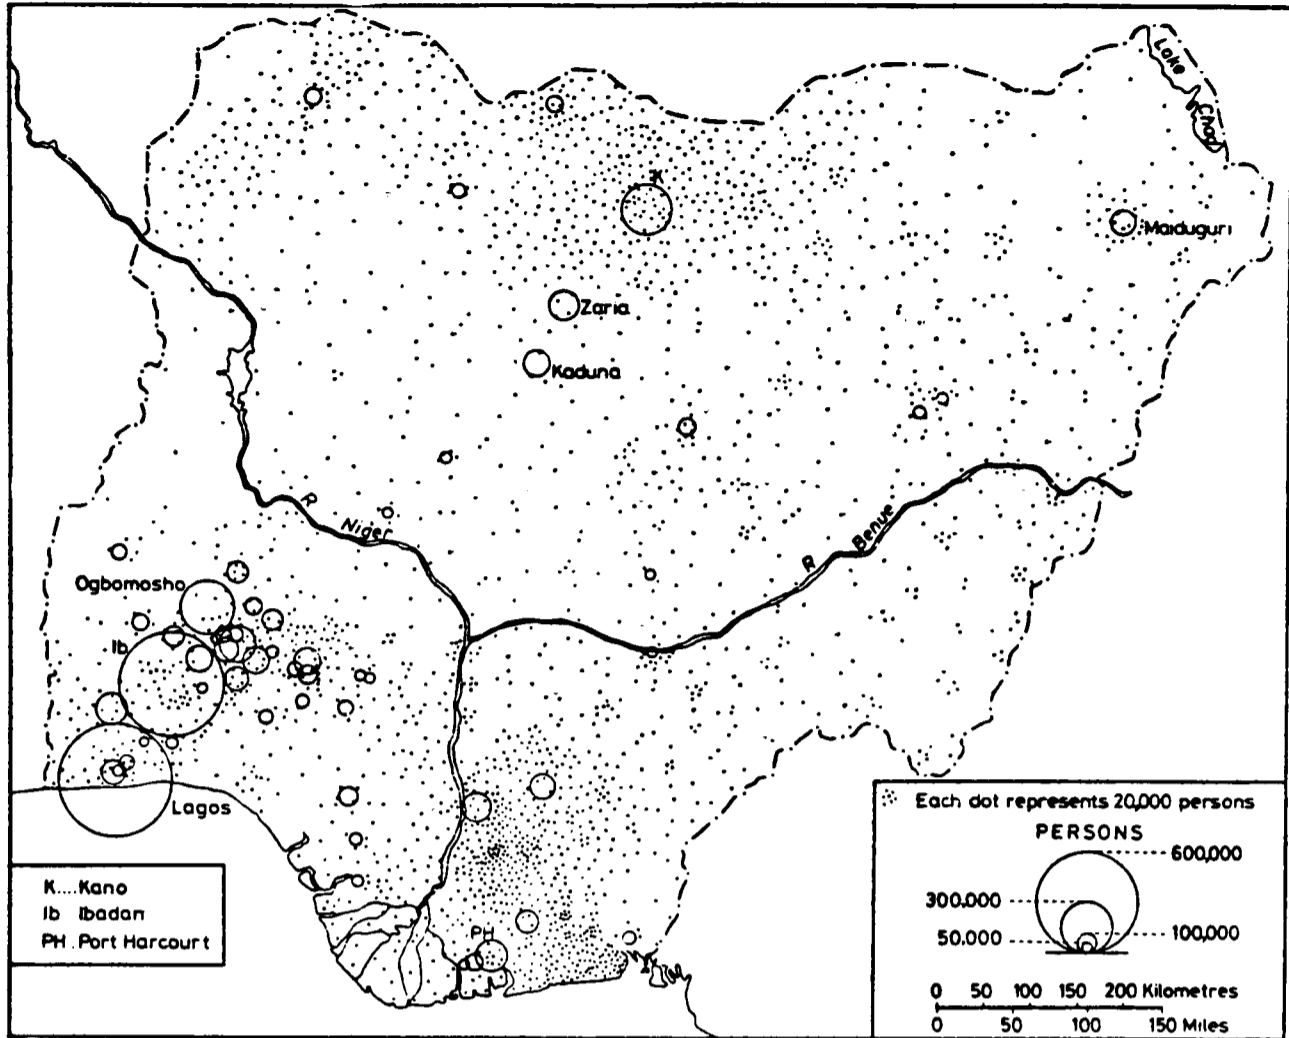 Lake
Chad
K
Maiduguri
Zaria
Kaduna
R
Niger
R
Benue
Ogbomosho
Ib
Lagos
PH
K....Kano
Ib Ibadan
PH .Port Harcourt
Each dot represents 20,000 persons
PERSONS
600,000
300.000
100,000
50.000
0 50 100 150 200 Kilometres
0 50 100 150 Miles